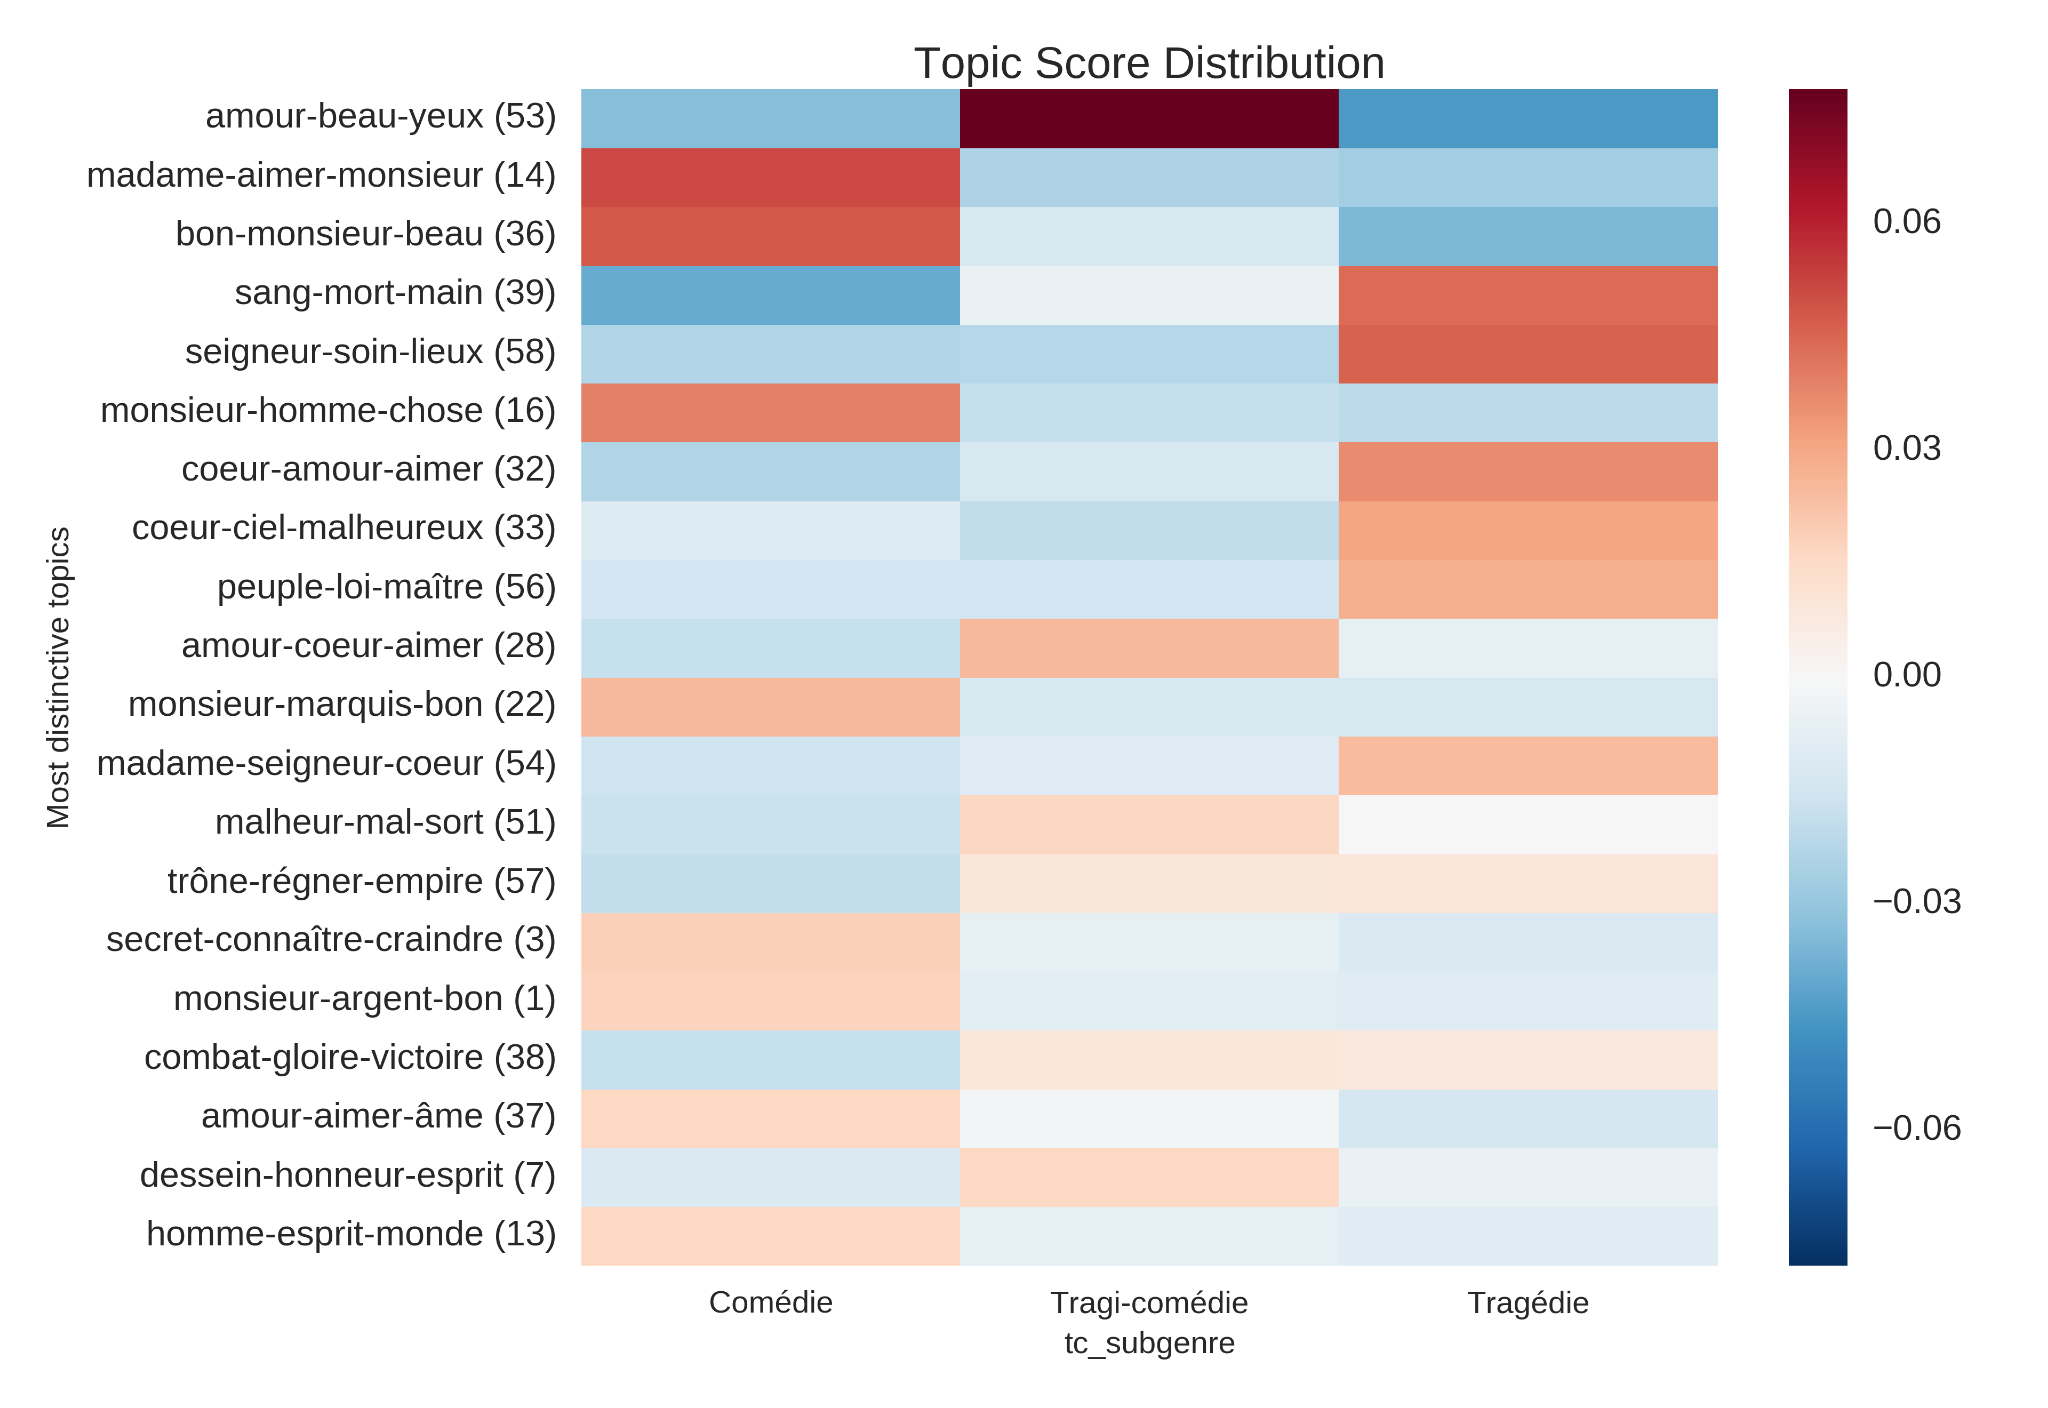 Topic Score Distribution
amour-beau-yeux (53)
madame-aimer-monsieur (14)
bon-monsieur-beau (36)
sang-mort-main (39)
seigneur-soin-lieux (58)
monsieur-homme-chose (16)
coeur-amour-aimer (32)
coeur-ciel-malheureux (33)
peuple-loi-maître (56)
amour-coeur-aimer (28)
monsieur-marquis-bon (22)
madame-seigneur-coeur (54)
malheur-mal-sort (51)
trône-régner-empire (57)
secret-connaître-craindre (3)
monsieur-argent-bon (1)
combat-gloire-victoire (38)
amour-aimer-âme (37)
dessein-honneur-esprit (7)
homme-esprit-monde (13)
Most distinctive topics
Comédie
Tragi-comédie
Tragédie
tc_subgenre
0.06
0.03
0.00
−0.03
−0.06